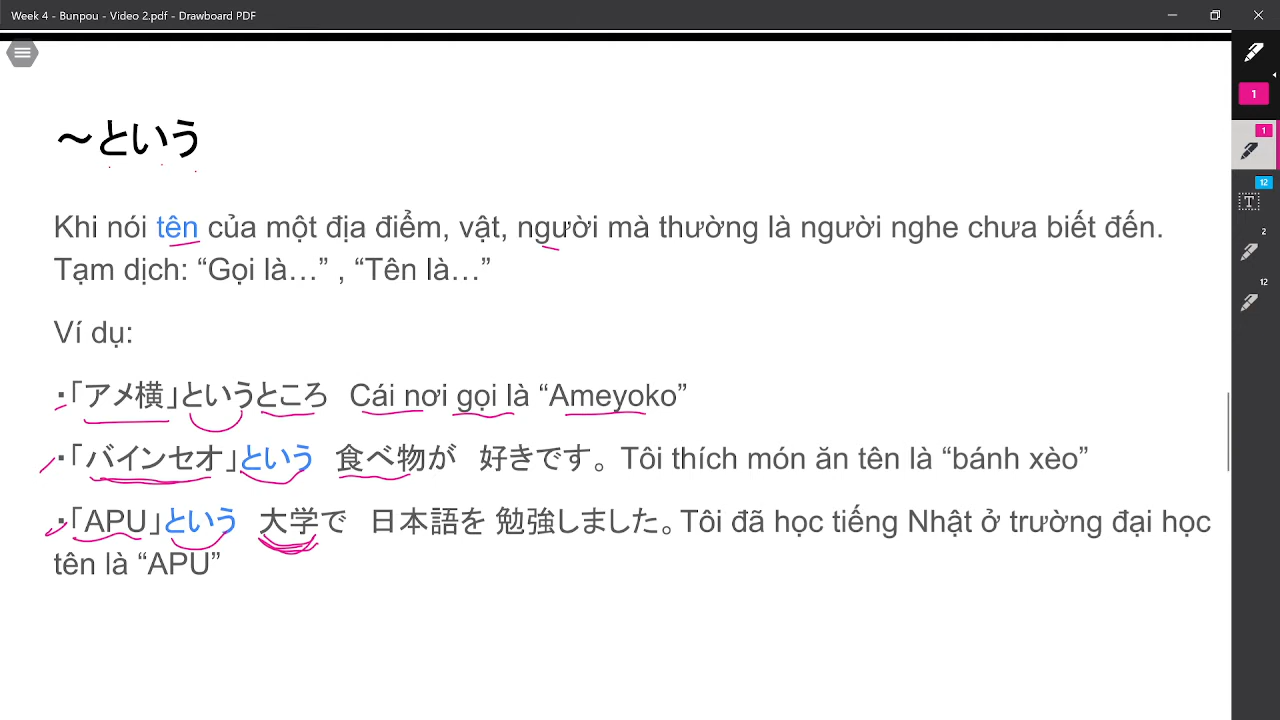 Week 4 - Bunpou - Video 2.pdf - Drawboard PDF
1
1
12
2
12
～という
Khi nói tên của một địa điểm, vật, người mà thường là người nghe chưa biết đến.
Tạm dịch: “Gọi là…” , “Tên là…”
Ví dụ:
・「アメ横」というところ Cái nơi gọi là “Ameyoko”
・「バインセオ」という 食べ物が 好きです。Tôi thích món ăn tên là “bánh xèo”
・「APU」という 大学で 日本語を 勉強しました。Tôi đã học tiếng Nhật ở trường đại học
tên là “APU”